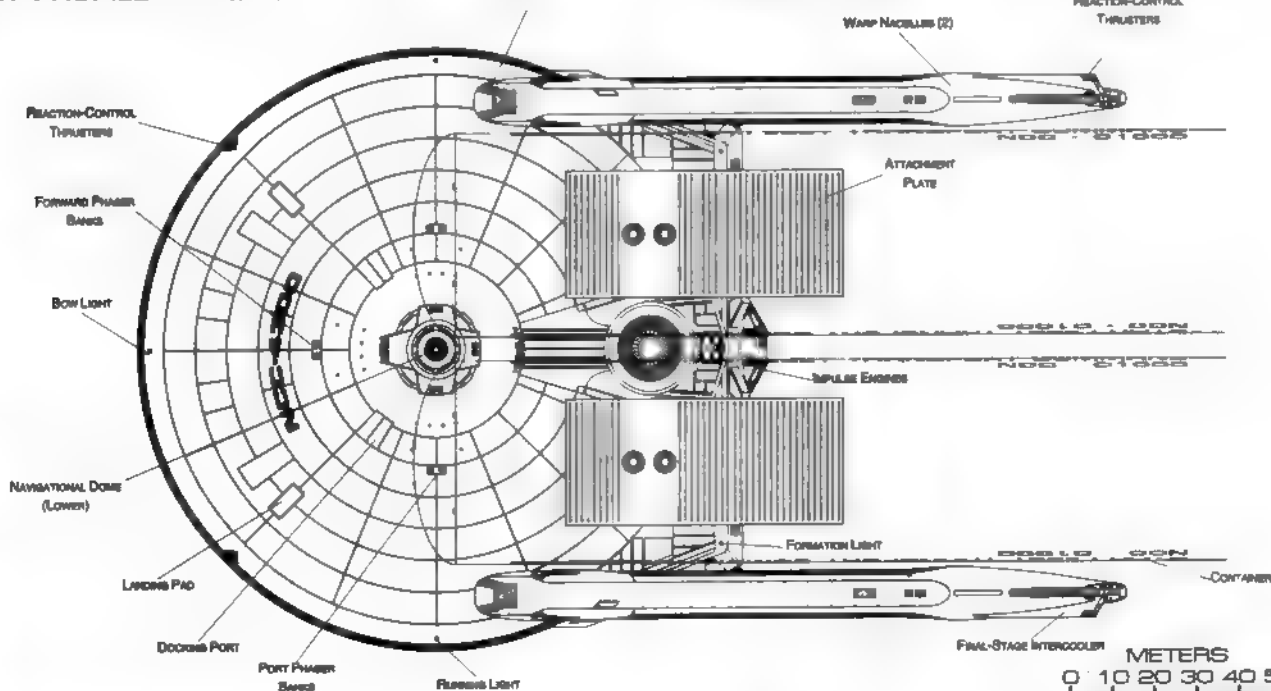 REACTION-CONTROL
THRUSTERS
WARP NACELLES (2)
REACTION-CONTROL
THRUSTERS
ATTACHMENT
PLATE
FORWARD PHASER
BANKS
BOW LIGHT
IMPULSE ENGINES
NAVIGATIONAL DOME
(LOWER)
FORMATION LIGHT
LANDING PAD
CONTAINER
DOCKING PORT
FINAL-STAGE INTERCOOLER
PORT PHASER
BANKS
RUNNING LIGHT
METERS
0 10 20 30 40 5